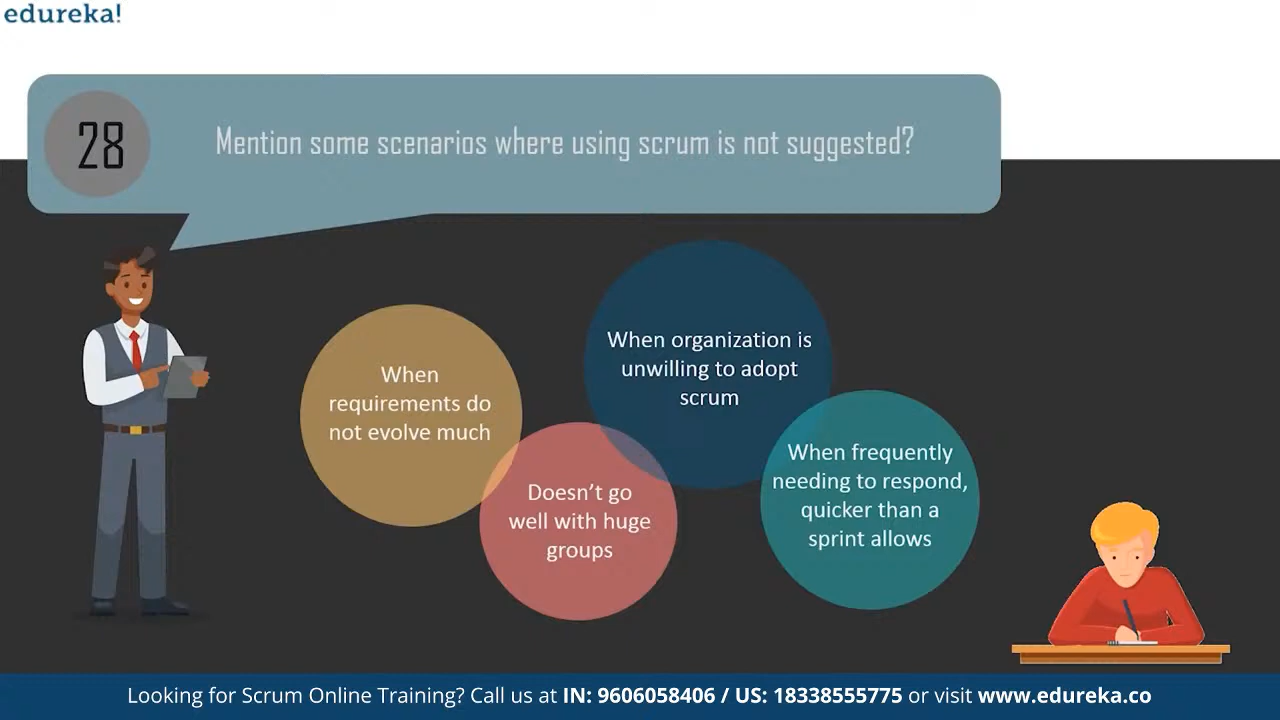 edureka!
28
Mention some scenarios where using scrum is not suggested?
When
requirements do
not evolve much
Doesn’t go
well with huge
groups
When organization is
unwilling to adopt
scrum
When frequently
needing to respond,
quicker than a
sprint allows
Looking for Scrum Online Training? Call us at IN: 9606058406 / US: 18338555775 or visit www.edureka.co